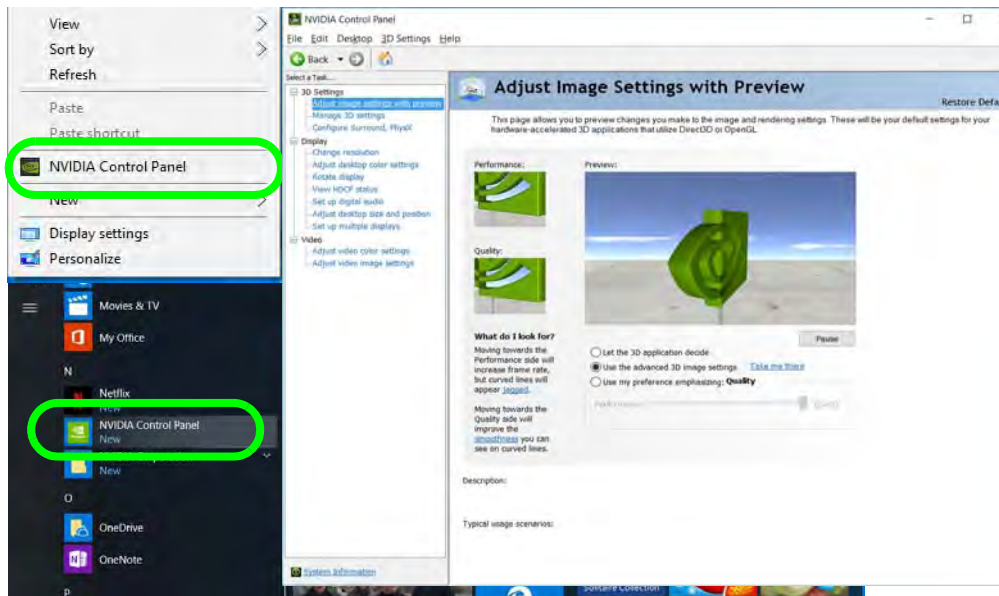 View
Sort by
Refresh
Paste
Paste shortcut
NVIDIA Control Panel
New
Display settings
Personalize
Movies & TV
My Office
N
Netflix
New
NVIDIA Control Panel
New
New
O
OneDrive
OneNote
P
NVIDIA Control Panel
File Edit Desktop 3D Settings Help
Back
Select a Task...
3D Settings
Adjust image settings with preview
Manage 3D settings
Configure Surround, PhysX
Display
Change resolution
Adjust desktop color settings
Rotate display
View HDCP status
Set up digital audio
Adjust desktop size and position
Set up multiple displays
Video
Adjust video color settings
Adjust video image settings
System Information
Adjust Image Settings with Preview
Restore Defa
This page allows you to preview changes you make to the image and rendering settings. These will be your default settings for your
hardware-accelerated 3D applications that utilize Direct3D or OpenGL.
Performance:
Preview:
Quality:
What do I look for?
Moving towards the
Performance side will
increase frame rate,
but curved lines will
appear jagged.
Moving towards the
Quality side will
improve the
smoothness you can
see on curved lines.
Pause
Let the 3D application decide
Use the advanced 3D image settings Take me there
Use my preference emphasizing: Quality
Performance Quality
Description:
Typical usage scenarios:
Solitaire Collection